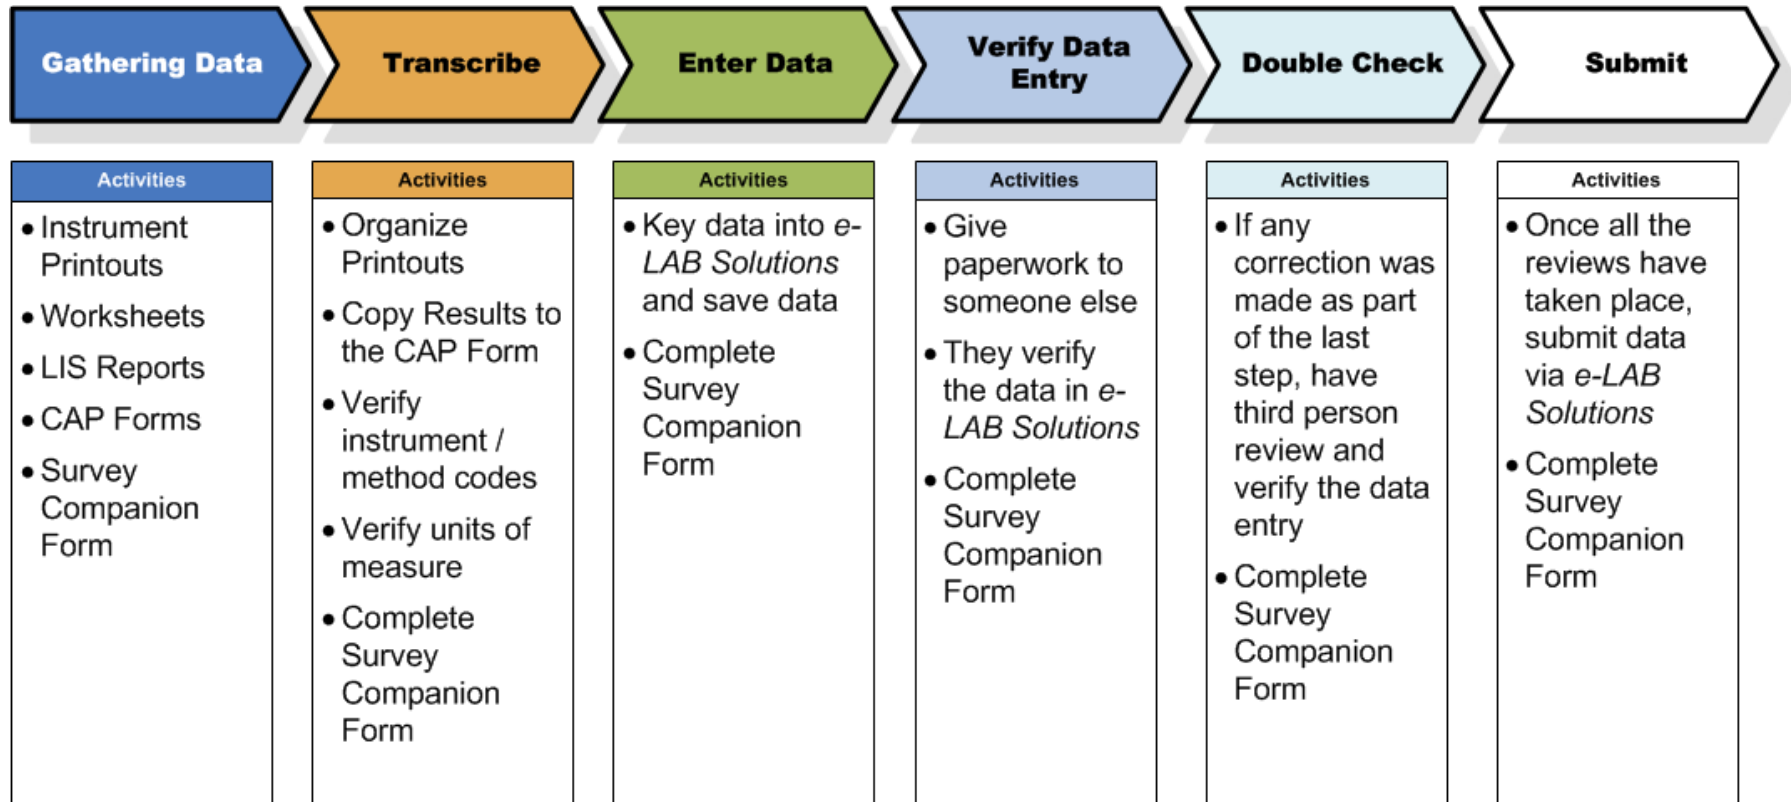 Gathering Data
Transcribe
Enter Data
Verify Data
Entry
Double Check
Submit
Activities
• Instrument
Printouts
• Worksheets
• LIS Reports
• CAP Forms
• Survey
Companion
Form
Activities
• Organize
Printouts
• Copy Results to
the CAP Form
• Verify
instrument /
method codes
• Verify units of
measure
• Complete
Survey
Companion
Form
Activities
• Key data into e-
LAB Solutions
and save data
• Complete
Survey
Companion
Form
Activities
• Give
paperwork to
someone else
• They verify
the data in e-
LAB Solutions
• Complete
Survey
Companion
Form
Activities
• If any
correction was
made as part
of the last
step, have
third person
review and
verify the data
entry
• Complete
Survey
Companion
Form
Activities
• Once all the
reviews have
taken place,
submit data
via e-LAB
Solutions
• Complete
Survey
Companion
Form